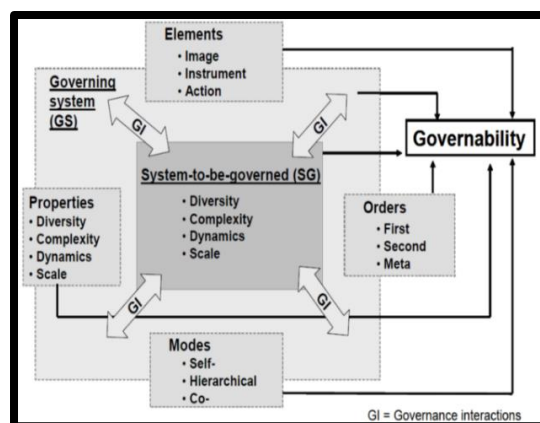 Elements
• Image
• Instrument
• Action
Governing
system
(GS)
GI
GI
Governability
System-to-be-governed (SG)
• Diversity
• Complexity
• Dynamics
• Scale
Properties
• Diversity
• Complexity
• Dynamics
• Scale
Orders
• First
• Second
• Meta
GI
GI
Modes
• Self-
• Hierarchical
• Co-
GI = Governance interactions